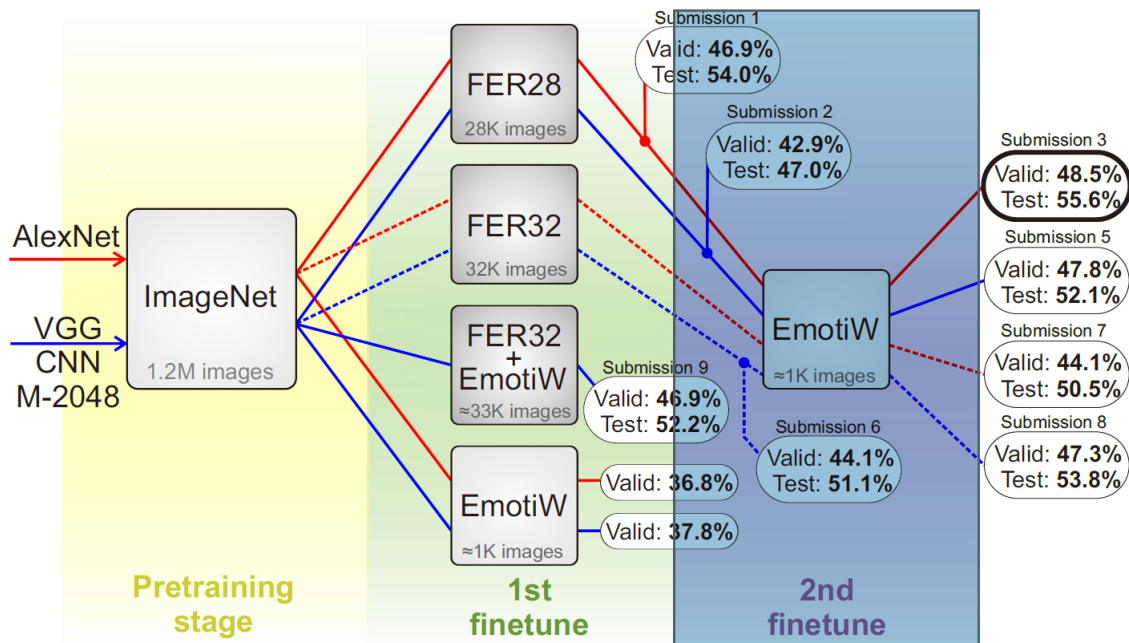 AlexNet
VGG
CNN
M-2048
ImageNet
1.2M images
FER28
28K images
FER32
32K images
FER32
+
EmotiW
≈33K images
EmotiW
≈1K images
Submission 1
Valid: 46.9%
Test: 54.0%
Submission 2
Valid: 42.9%
Test: 47.0%
Submission 9
Valid: 46.9%
Test: 52.2%
Valid: 36.8%
Valid: 37.8%
Submission 6
Valid: 44.1%
Test: 51.1%
EmotiW
≈1K images
Submission 3
Valid: 48.5%
Test: 55.6%
Submission 5
Valid: 47.8%
Test: 52.1%
Submission 7
Valid: 44.1%
Test: 50.5%
Submission 8
Valid: 47.3%
Test: 53.8%
Pretraining
stage
1st
finetune
2nd
finetune